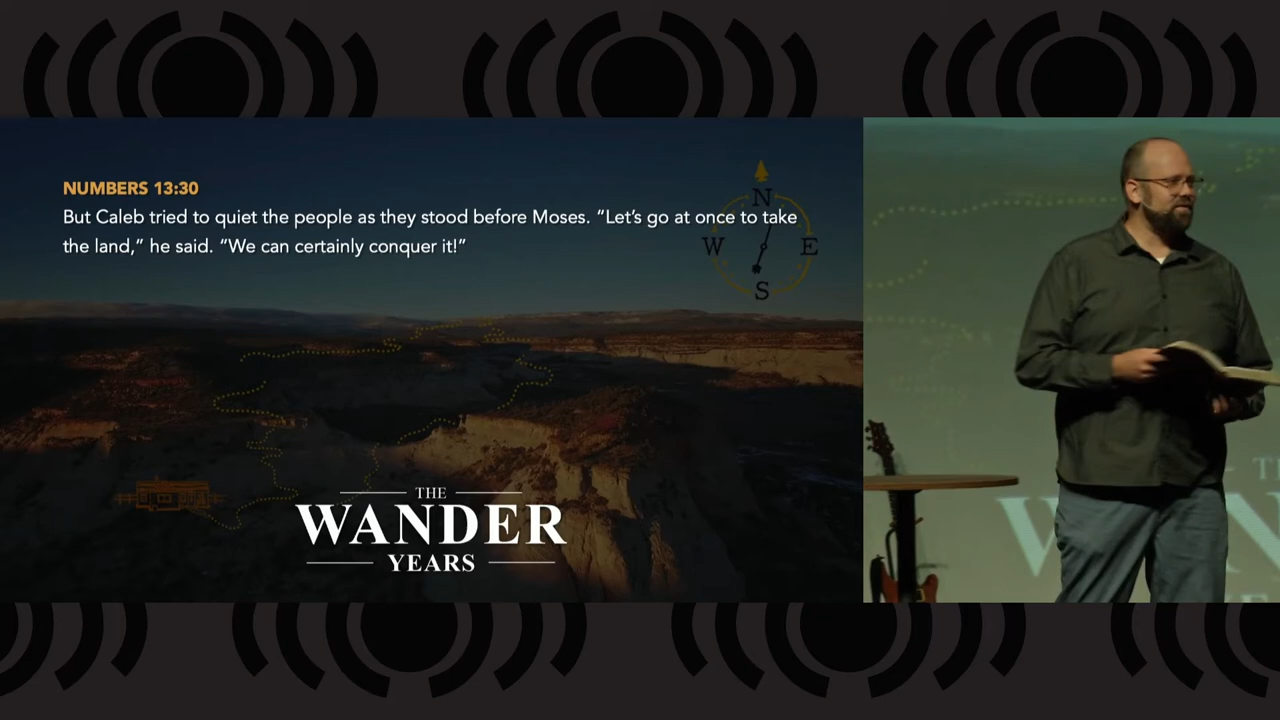 NUMBERS 13:30
But Caleb tried to quiet the people as they stood before Moses. “Let’s go at once to take
the land,” he said. “We can certainly conquer it!”
N
W E
S
THE
WANDER
YEARS